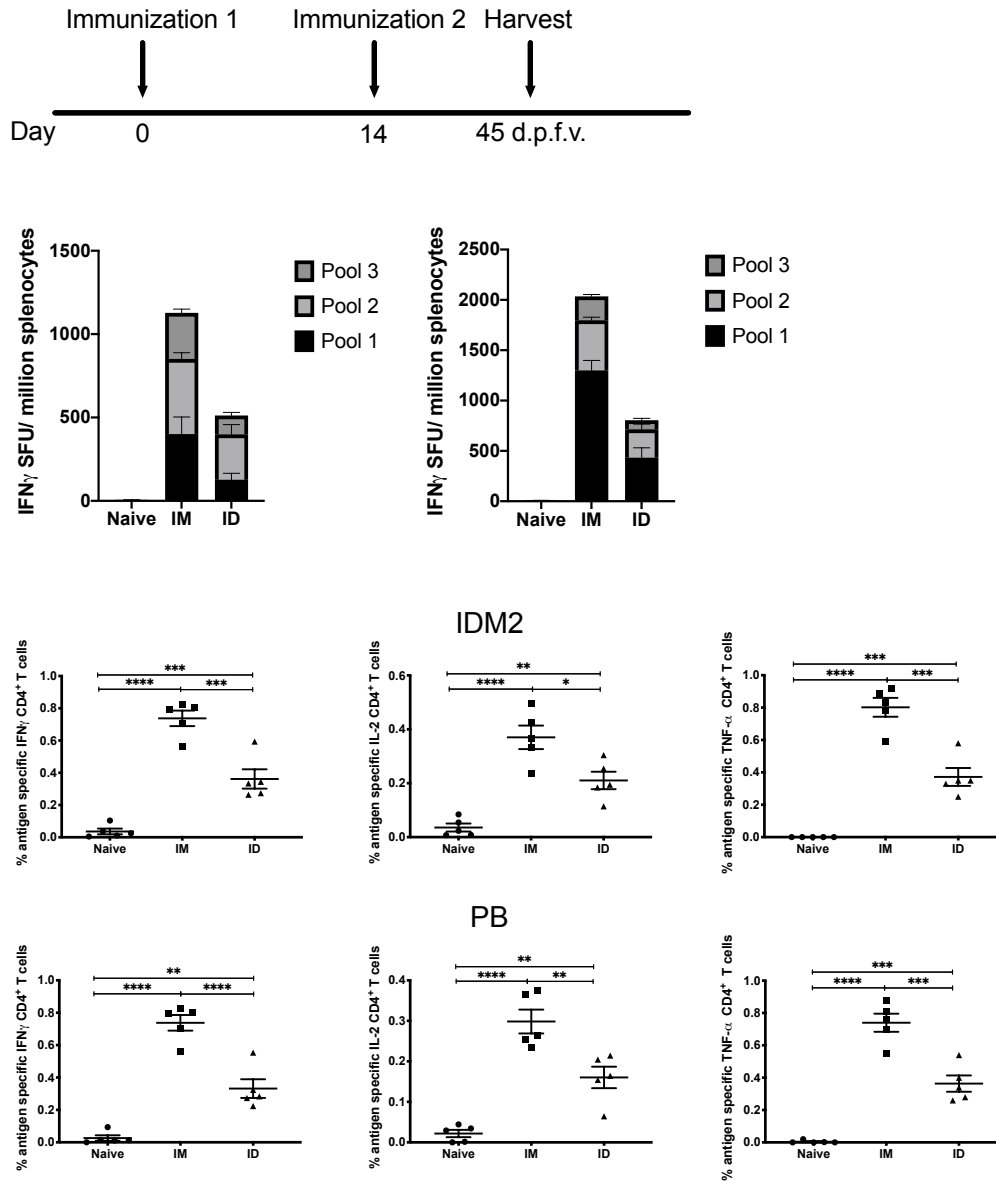 Immunization 1 Immunization 2 Harvest
Day 0 14 45 d.p.f.v.
IFNγ SFU/ million splenocytes
1500
1000
500
0
Naive IM ID
Pool 3
Pool 2
Pool 1
IFNγ SFU/ million splenocytes
2500
2000
1500
1000
500
0
Naive IM ID
Pool 3
Pool 2
Pool 1
IDM2
% antigen specific IFNγ CD4+ T cells
1.0
0.8
0.6
0.4
0.2
0.0
***
**** ***
Naive IM ID
% antigen specific IL-2 CD4+ T cells
0.6
0.4
0.2
0.0
**
**** *
Naive IM ID
% antigen specific TNF-α CD4+ T cells
1.0
0.8
0.6
0.4
0.2
0.0
***
**** ***
Naive IM ID
PB
% antigen specific IFNγ CD4+ T cells
1.0
0.8
0.6
0.4
0.2
0.0
**
**** ****
Naive IM ID
% antigen specific IL-2 CD4+ T cells
0.4
0.3
0.2
0.1
0.0
**
**** **
Naive IM ID
% antigen specific TNF-α CD4+ T cells
1.0
0.8
0.6
0.4
0.2
0.0
***
**** ***
Naive IM ID